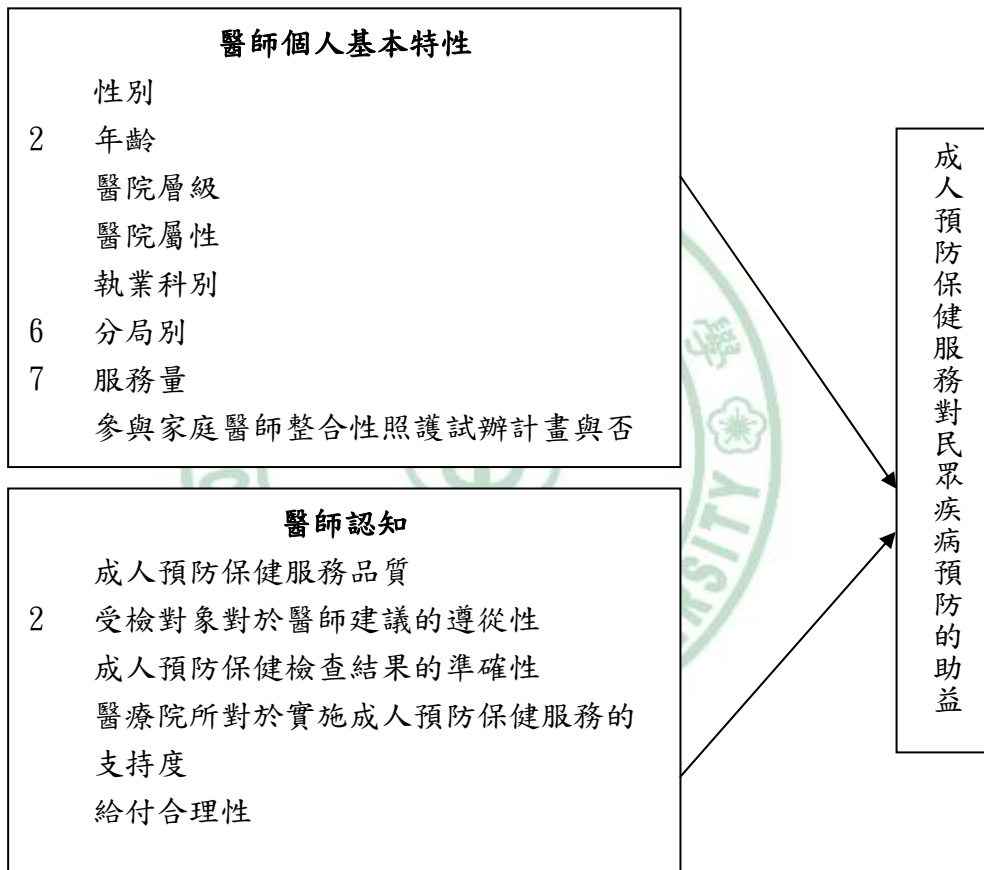 醫師個人基本特性
性別
2 年齡
醫院層級
醫院屬性
執業科別
6 分局別
7 服務量
參與家庭醫師整合性照護試辦計畫與否
醫師認知
成人預防保健服務品質
2 受檢對象對於醫師建議的遵從性
成人預防保健檢查結果的準確性
醫療院所對於實施成人預防保健服務的
支持度
給付合理性
成人預防保健服務對民眾疾病預防的助益
學
ERSITY